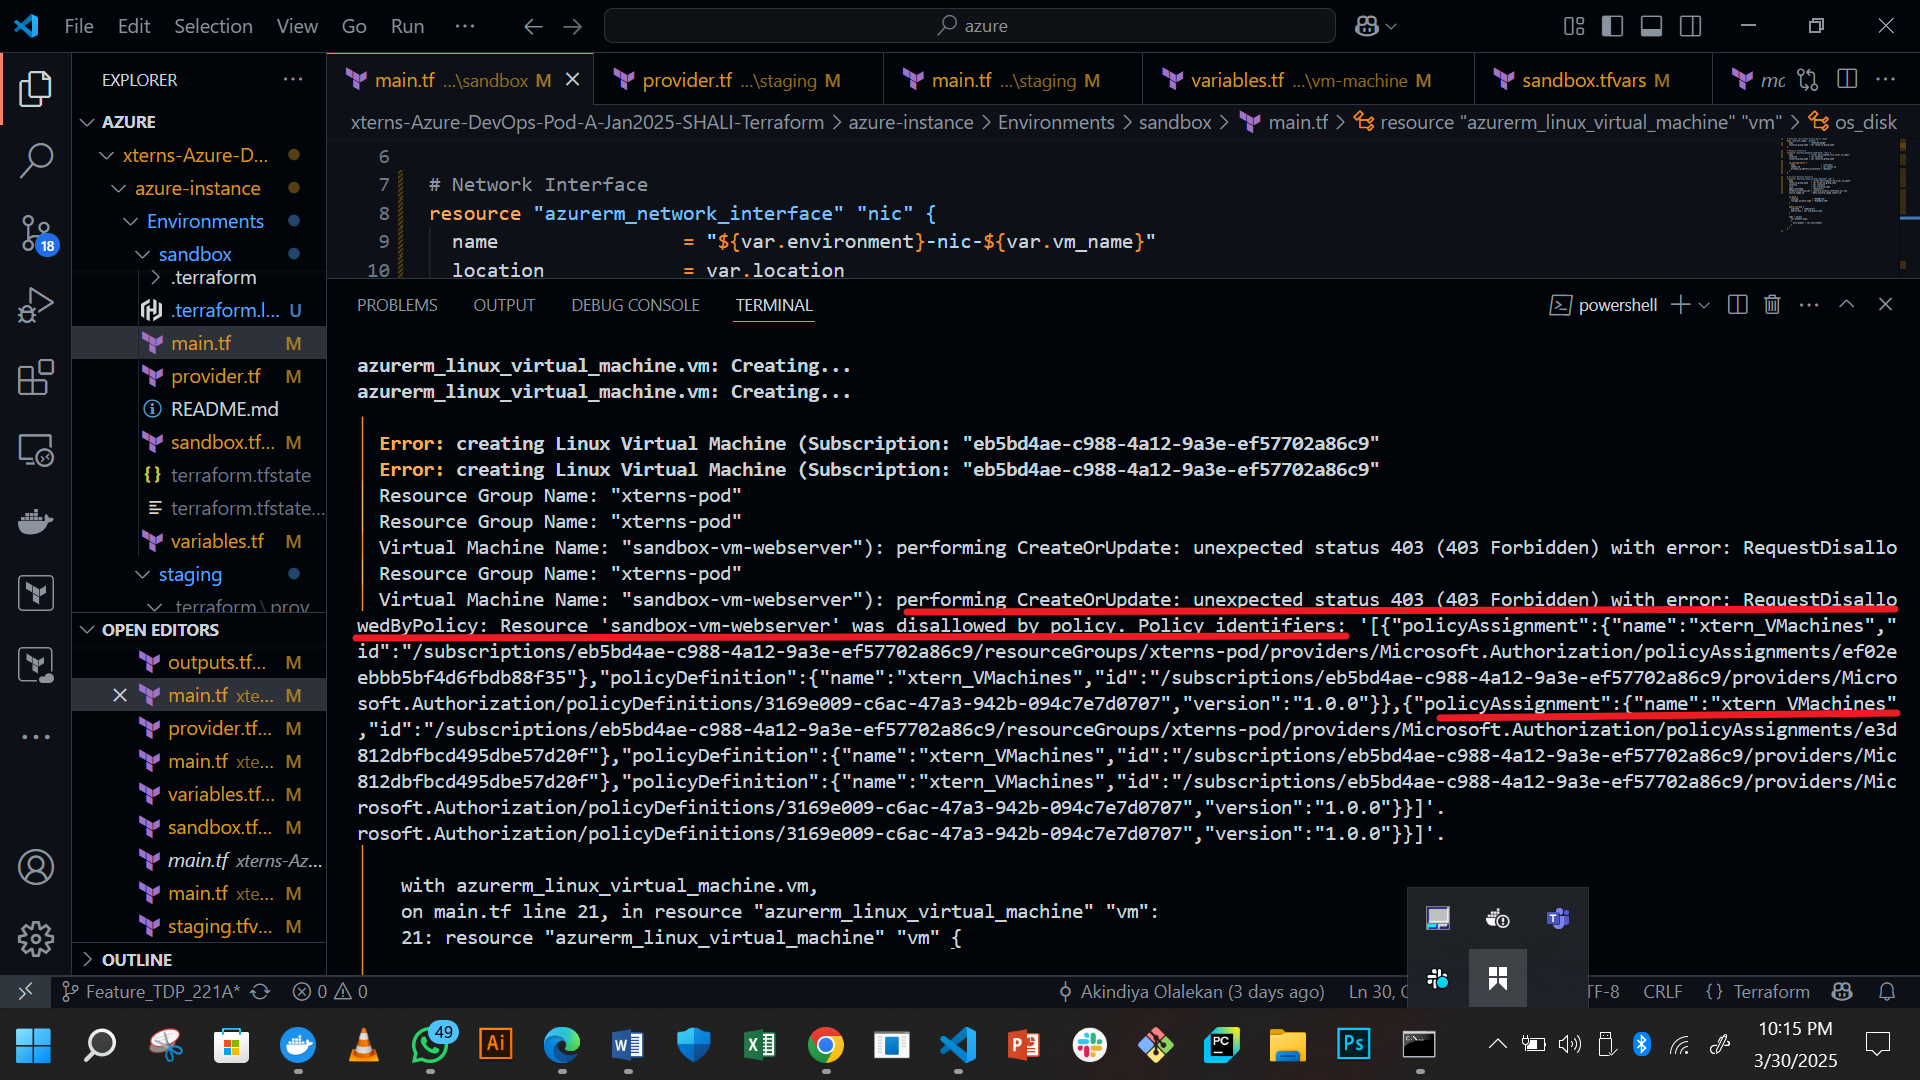 File Edit Selection View Go Run ···
azure
EXPLORER
main.tf ...\sandbox M
provider.tf ...\staging M
main.tf ...\staging M
variables.tf ...\vm-machine M
sandbox.tfvars M
AZURE
xterns-Azure-DevOps-Pod-A-Jan2025-SHALI-Terraform > azure-instance > Environments > sandbox > main.tf > resource "azurerm_linux_virtual_machine" "vm" > os_disk
xterns-Azure-D...
azure-instance
Environments
sandbox
.terraform
.terraform.l... U
main.tf M
provider.tf M
README.md
sandbox.tf... M
terraform.tfstate
terraform.tfstate...
variables.tf M
staging
.terraform\prov
OPEN EDITORS
outputs.tf... M
main.tf xte... M
provider.tf... M
main.tf xte... M
variables.tf... M
sandbox.tf... M
main.tf xterns-Az...
main.tf xte... M
staging.tfv... M
OUTLINE
18
6
7 # Network Interface
8 resource "azurerm_network_interface" "nic" {
9 name = "${var.environment}-nic-${var.vm_name}"
10 location = var.location
PROBLEMS OUTPUT DEBUG CONSOLE TERMINAL
powershell
azurerm_linux_virtual_machine.vm: Creating...
azurerm_linux_virtual_machine.vm: Creating...
Error: creating Linux Virtual Machine (Subscription: "eb5bd4ae-c988-4a12-9a3e-ef57702a86c9"
Error: creating Linux Virtual Machine (Subscription: "eb5bd4ae-c988-4a12-9a3e-ef57702a86c9"
Resource Group Name: "xterns-pod"
Resource Group Name: "xterns-pod"
Virtual Machine Name: "sandbox-vm-webserver"): performing CreateOrUpdate: unexpected status 403 (403 Forbidden) with error: RequestDisallo
Resource Group Name: "xterns-pod"
Virtual Machine Name: "sandbox-vm-webserver"): performing CreateOrUpdate: unexpected status 403 (403 Forbidden) with error: RequestDisallo
wedByPolicy: Resource 'sandbox-vm-webserver' was disallowed by policy. Policy identifiers: '[{"policyAssignment":{"name":"xtern_VMachines","
id":"/subscriptions/eb5bd4ae-c988-4a12-9a3e-ef57702a86c9/resourceGroups/xterns-pod/providers/Microsoft.Authorization/policyAssignments/ef02e
ebbb5bf4d6fbdb88f35"},"policyDefinition":{"name":"xtern_VMachines","id":"/subscriptions/eb5bd4ae-c988-4a12-9a3e-ef57702a86c9/providers/Micro
soft.Authorization/policyDefinitions/3169e009-c6ac-47a3-942b-094c7e7d0707","version":"1.0.0"}},{"policyAssignment":{"name":"xtern_VMachines"
,"id":"/subscriptions/eb5bd4ae-c988-4a12-9a3e-ef57702a86c9/resourceGroups/xterns-pod/providers/Microsoft.Authorization/policyAssignments/e3d
812dbfbcd495dbe57d20f"},"policyDefinition":{"name":"xtern_VMachines","id":"/subscriptions/eb5bd4ae-c988-4a12-9a3e-ef57702a86c9/providers/Mic
812dbfbcd495dbe57d20f"},"policyDefinition":{"name":"xtern_VMachines","id":"/subscriptions/eb5bd4ae-c988-4a12-9a3e-ef57702a86c9/providers/Mic
rosoft.Authorization/policyDefinitions/3169e009-c6ac-47a3-942b-094c7e7d0707","version":"1.0.0"}}]'.
rosoft.Authorization/policyDefinitions/3169e009-c6ac-47a3-942b-094c7e7d0707","version":"1.0.0"}}]'.
with azurerm_linux_virtual_machine.vm,
on main.tf line 21, in resource "azurerm_linux_virtual_machine" "vm":
21: resource "azurerm_linux_virtual_machine" "vm" {
Feature_TDP_221A* 0 0
Akindiya Olalekan (3 days ago) Ln 30, TF-8 CRLF {} Terraform
49
10:15 PM
3/30/2025